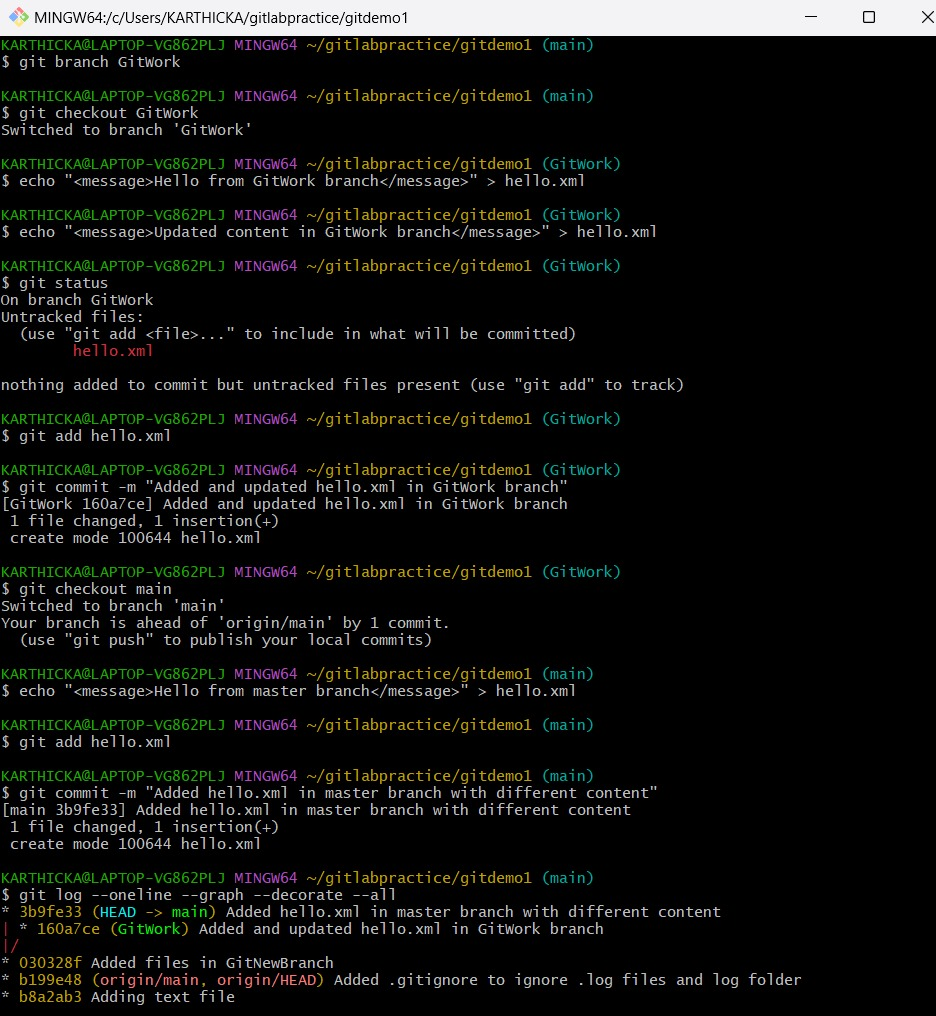 MINGW64:/c/Users/KARTHICKA/gitlabpractice/gitdemo1
KARTHICKA@LAPTOP-VG862PLJ MINGW64 ~/gitlabpractice/gitdemo1 (main)
$ git branch GitWork
KARTHICKA@LAPTOP-VG862PLJ MINGW64 ~/gitlabpractice/gitdemo1 (main)
$ git checkout GitWork
Switched to branch 'GitWork'
KARTHICKA@LAPTOP-VG862PLJ MINGW64 ~/gitlabpractice/gitdemo1 (GitWork)
$ echo "<message>Hello from GitWork branch</message>" > hello.xml
KARTHICKA@LAPTOP-VG862PLJ MINGW64 ~/gitlabpractice/gitdemo1 (GitWork)
$ echo "<message>Updated content in GitWork branch</message>" > hello.xml
KARTHICKA@LAPTOP-VG862PLJ MINGW64 ~/gitlabpractice/gitdemo1 (GitWork)
$ git status
On branch GitWork
Untracked files:
  (use "git add <file>..." to include in what will be committed)
        hello.xml
nothing added to commit but untracked files present (use "git add" to track)
KARTHICKA@LAPTOP-VG862PLJ MINGW64 ~/gitlabpractice/gitdemo1 (GitWork)
$ git add hello.xml
KARTHICKA@LAPTOP-VG862PLJ MINGW64 ~/gitlabpractice/gitdemo1 (GitWork)
$ git commit -m "Added and updated hello.xml in GitWork branch"
[GitWork 160a7ce] Added and updated hello.xml in GitWork branch
 1 file changed, 1 insertion(+)
 create mode 100644 hello.xml
KARTHICKA@LAPTOP-VG862PLJ MINGW64 ~/gitlabpractice/gitdemo1 (GitWork)
$ git checkout main
Switched to branch 'main'
Your branch is ahead of 'origin/main' by 1 commit.
  (use "git push" to publish your local commits)
KARTHICKA@LAPTOP-VG862PLJ MINGW64 ~/gitlabpractice/gitdemo1 (main)
$ echo "<message>Hello from master branch</message>" > hello.xml
KARTHICKA@LAPTOP-VG862PLJ MINGW64 ~/gitlabpractice/gitdemo1 (main)
$ git add hello.xml
KARTHICKA@LAPTOP-VG862PLJ MINGW64 ~/gitlabpractice/gitdemo1 (main)
$ git commit -m "Added hello.xml in master branch with different content"
[main 3b9fe33] Added hello.xml in master branch with different content
 1 file changed, 1 insertion(+)
 create mode 100644 hello.xml
KARTHICKA@LAPTOP-VG862PLJ MINGW64 ~/gitlabpractice/gitdemo1 (main)
$ git log --oneline --graph --decorate --all
* 3b9fe33 (HEAD -> main) Added hello.xml in master branch with different content
| * 160a7ce (GitWork) Added and updated hello.xml in GitWork branch
|/
* 030328f Added files in GitNewBranch
* b199e48 (origin/main, origin/HEAD) Added .gitignore to ignore .log files and log folder
* b8a2ab3 Adding text file